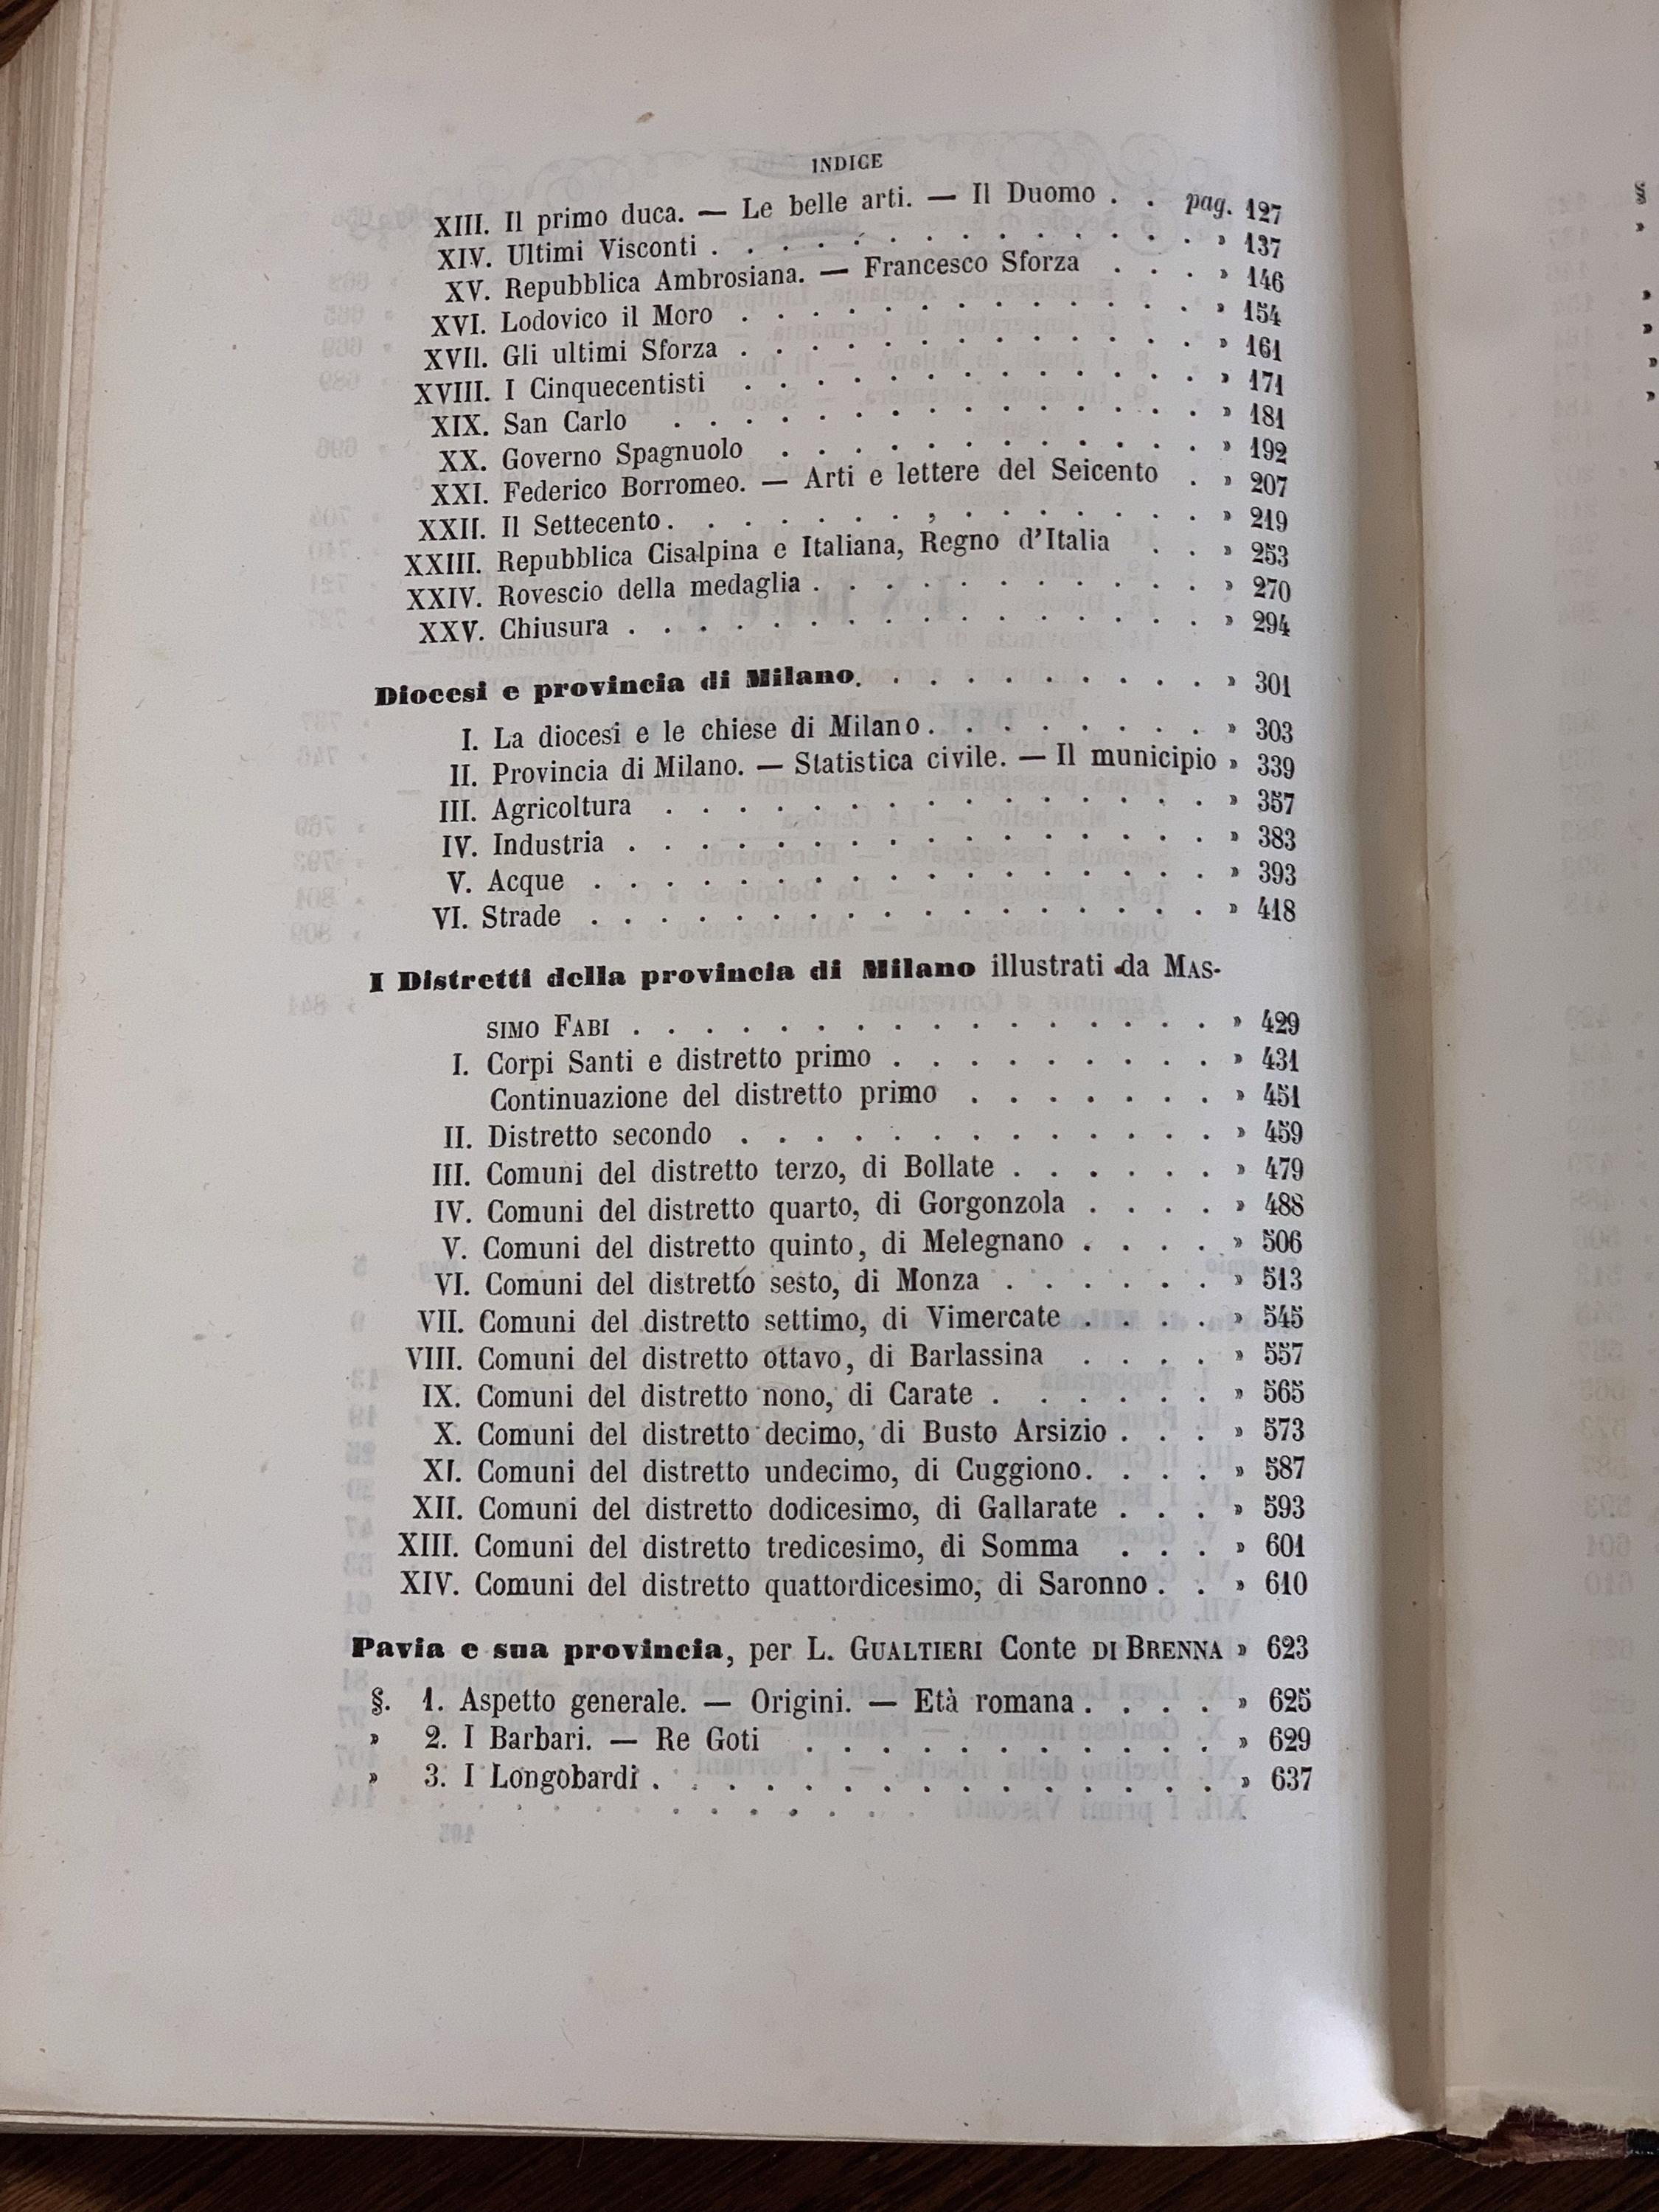 INDICE
XIII. Il primo duca. — Le belle arti. — Il Duomo . . pag. 127
XIV. Ultimi Visconti . . . . . . . . . . . . . » 137
XV. Repubblica Ambrosiana. — Francesco Sforza . . . » 146
XVI. Lodovico il Moro . . . . . . . . . . . . » 154
XVII. Gli ultimi Sforza . . . . . . . . . . . . » 161
XVIII. I Cinquecentisti . . . . . . . . . . . . » 171
XIX. San Carlo . . . . . . . . . . . . . . » 181
XX. Governo Spagnuolo . . . . . . . . . . . » 192
XXI. Federico Borromeo. — Arti e lettere del Seicento . » 207
XXII. Il Settecento . . . . . . . . . . . . . . » 219
XXIII. Repubblica Cisalpina e Italiana, Regno d'Italia . . » 253
XXIV. Rovescio della medaglia . . . . . . . . . . » 270
XXV. Chiusura . . . . . . . . . . . . . . . » 294
Diocesi e provincia di Milano . . . . . . . . . . » 301
I. La diocesi e le chiese di Milano . . . . . . . . » 303
II. Provincia di Milano. — Statistica civile. — Il municipio » 339
III. Agricoltura . . . . . . . . . . . . . . » 357
IV. Industria . . . . . . . . . . . . . . . » 383
V. Acque . . . . . . . . . . . . . . . . » 393
VI. Strade . . . . . . . . . . . . . . . . » 418
I Distretti della provincia di Milano illustrati da MAS-
SIMO FABI . . . . . . . . . . . . . . . » 429
I. Corpi Santi e distretto primo . . . . . . . . . » 431
Continuazione del distretto primo . . . . . . . » 451
II. Distretto secondo . . . . . . . . . . . . . » 459
III. Comuni del distretto terzo, di Bollate . . . . . . » 479
IV. Comuni del distretto quarto, di Gorgonzola . . . . » 488
V. Comuni del distretto quinto, di Melegnano . . . . » 506
VI. Comuni del distretto sesto, di Monza . . . . . . » 513
VII. Comuni del distretto settimo, di Vimercate . . . . » 545
VIII. Comuni del distretto ottavo, di Barlassina . . . . » 557
IX. Comuni del distretto nono, di Carate . . . . . . » 565
X. Comuni del distretto decimo, di Busto Arsizio . . . » 573
XI. Comuni del distretto undecimo, di Cuggiono . . . . » 587
XII. Comuni del distretto dodicesimo, di Gallarate . . . » 593
XIII. Comuni del distretto tredicesimo, di Somma . . . » 601
XIV. Comuni del distretto quattordicesimo, di Saronno . . » 610
Pavia e sua provincia, per L. GUALTIERI Conte DI BRENNA » 623
§. 1. Aspetto generale. — Origini. — Età romana . . . . » 625
» 2. I Barbari. — Re Goti . . . . . . . . . . . » 629
» 3. I Longobardi . . . . . . . . . . . . . . » 637